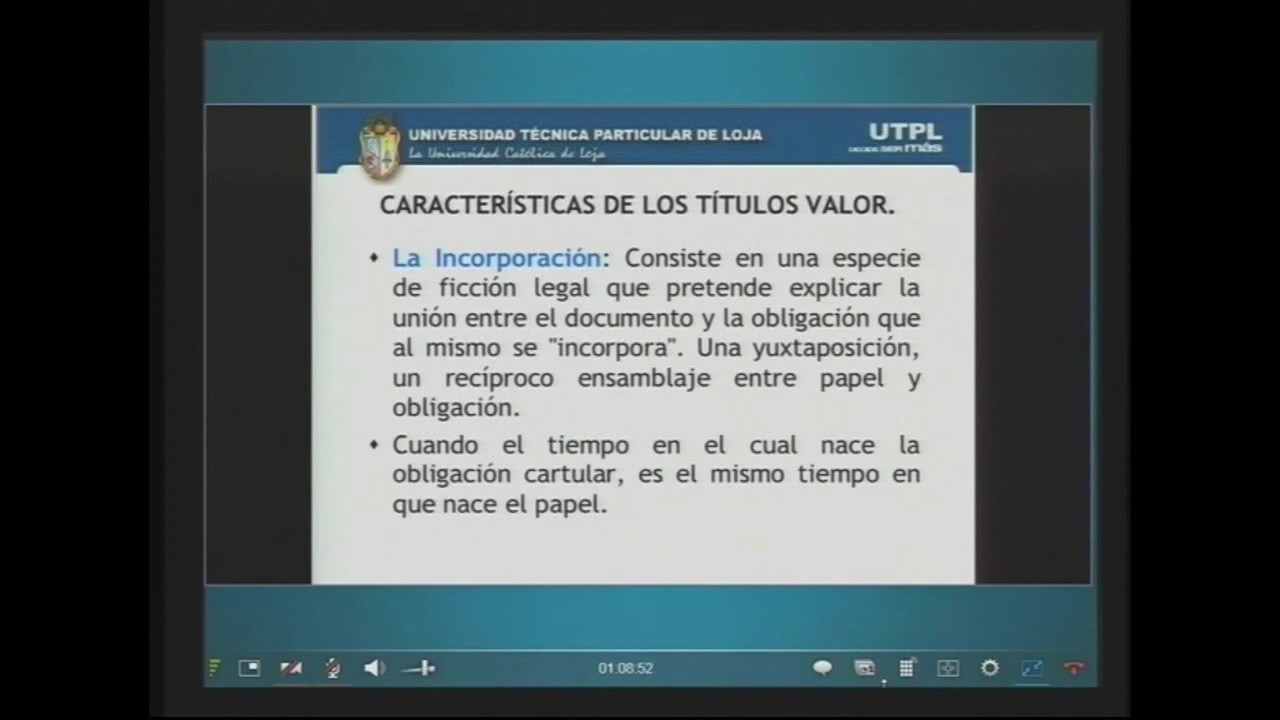 UNIVERSIDAD TÉCNICA PARTICULAR DE LOJA
La Universidad Católica de Loja
UTPL
DECIDE SER más
CARACTERÍSTICAS DE LOS TÍTULOS VALOR.
La Incorporación: Consiste en una especie
de ficción legal que pretende explicar la
unión entre el documento y la obligación que
al mismo se "incorpora". Una yuxtaposición,
un recíproco ensamblaje entre papel y
obligación.
Cuando el tiempo en el cual nace la
obligación cartular, es el mismo tiempo en
que nace el papel.
01:08:52